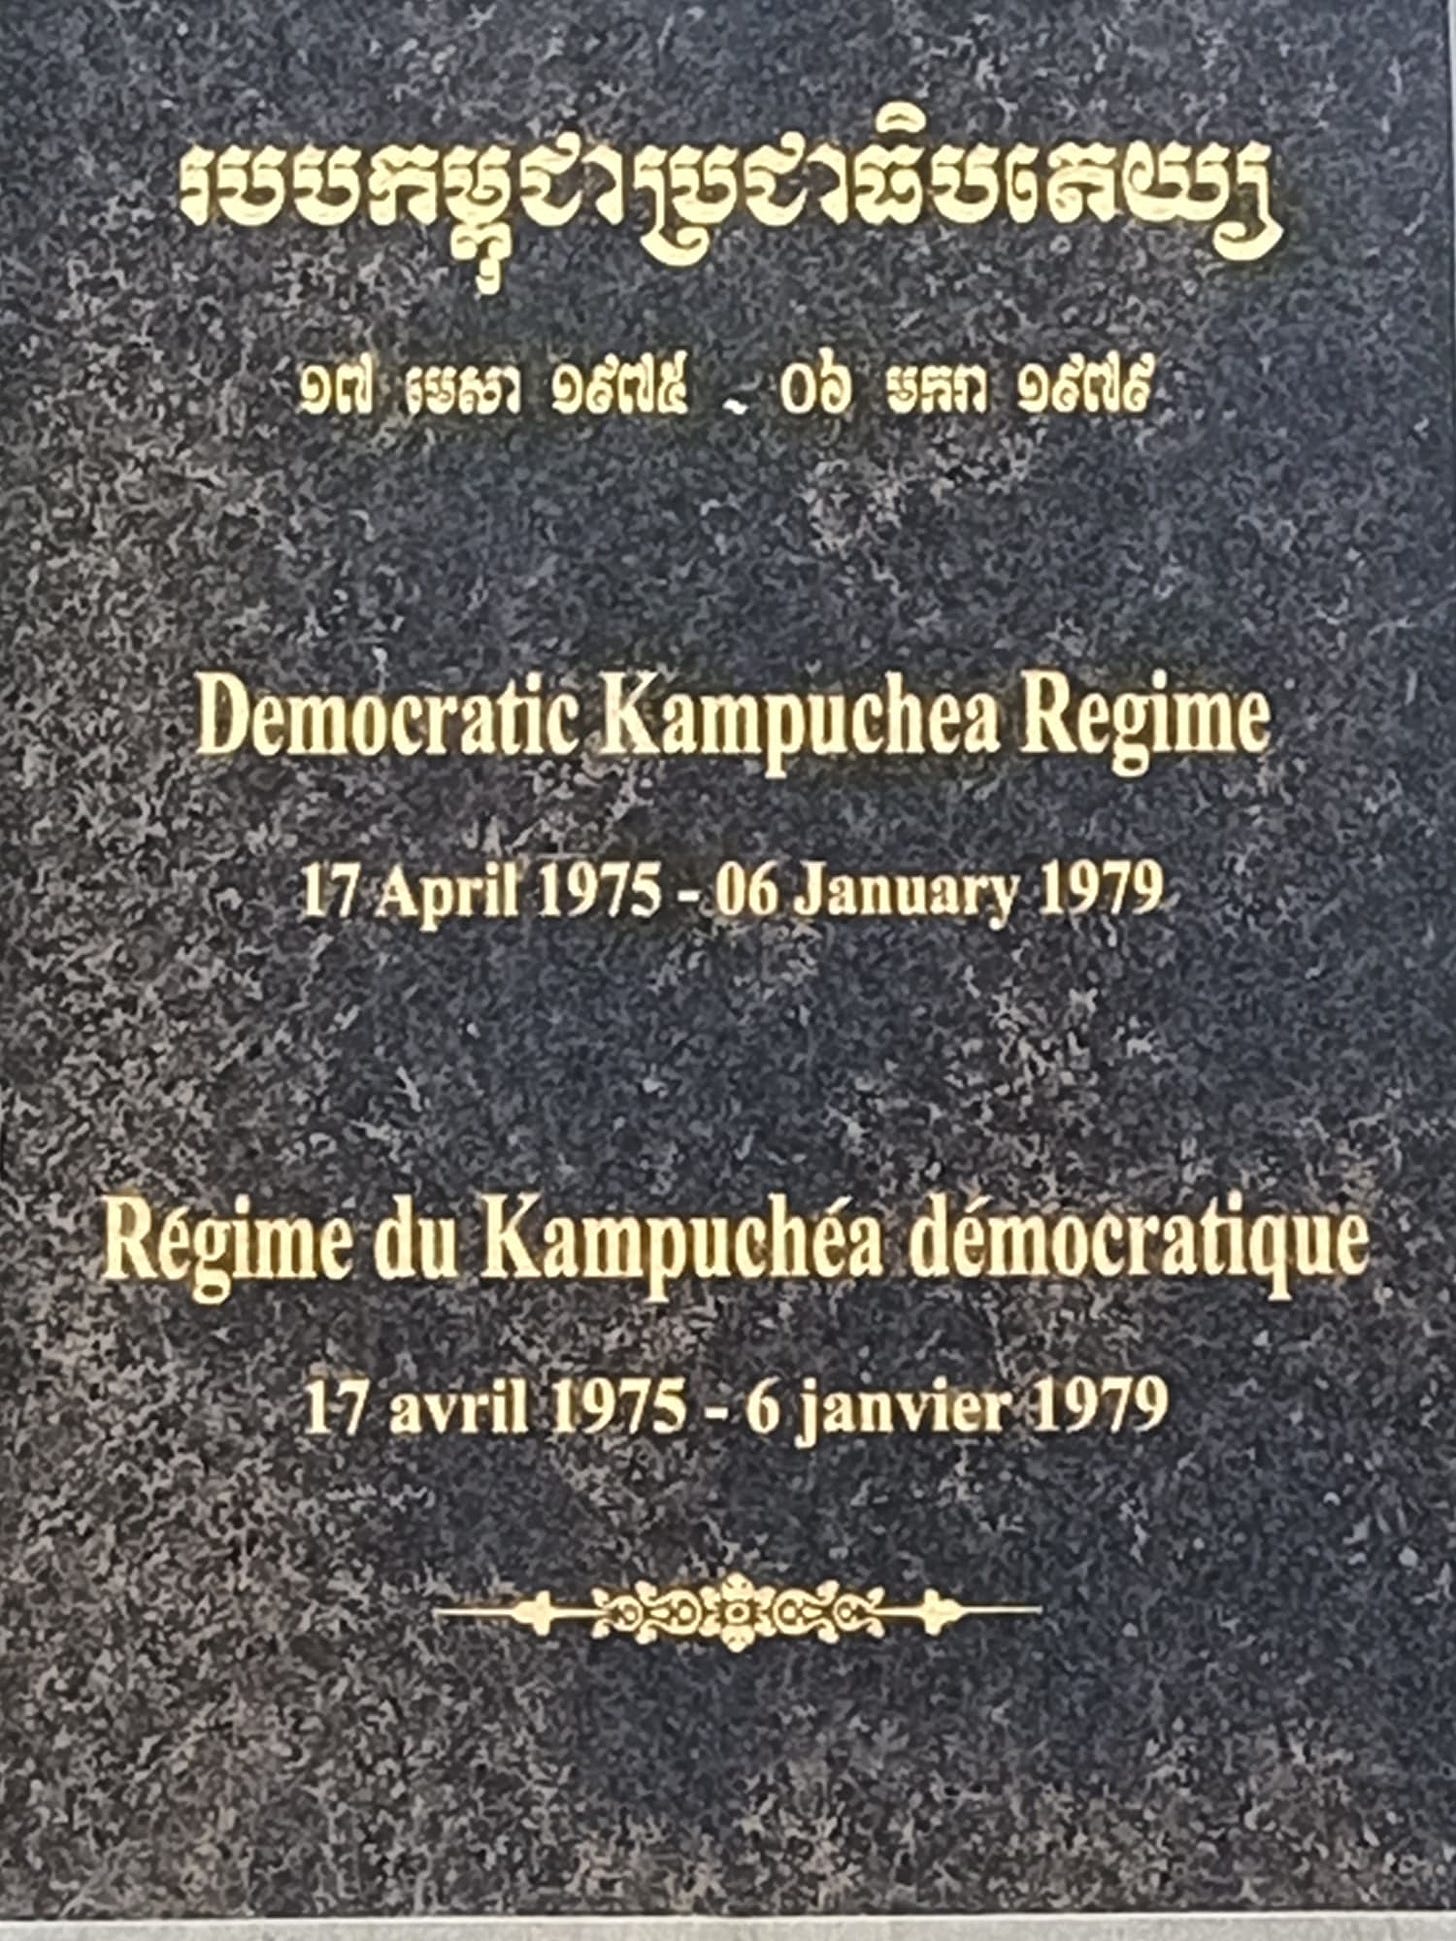 របបកម្ពុជាប្រជាធិបតេយ្យ
១៧ មេសា ១៩៧៥ - ០៦ មករា ១៩៧៩
Democratic Kampuchea Regime
17 April 1975 - 06 January 1979
Régime du Kampuchéa démocratique
17 avril 1975 - 6 janvier 1979